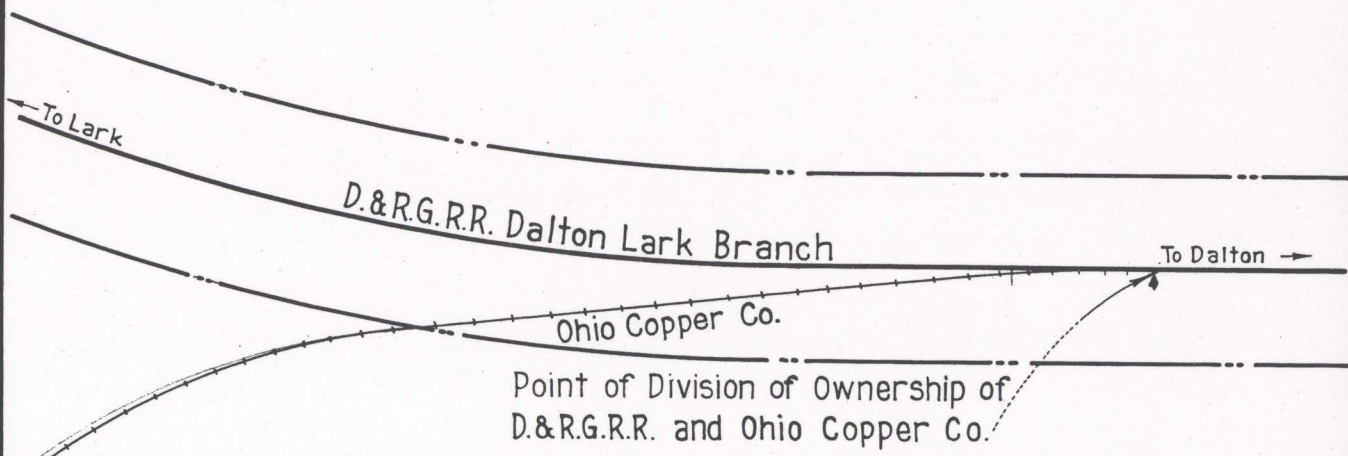 To Lark
D.&R.G.R.R. Dalton Lark Branch
To Dalton
Ohio Copper Co.
Point of Division of Ownership of
D.&R.G.R.R. and Ohio Copper Co.